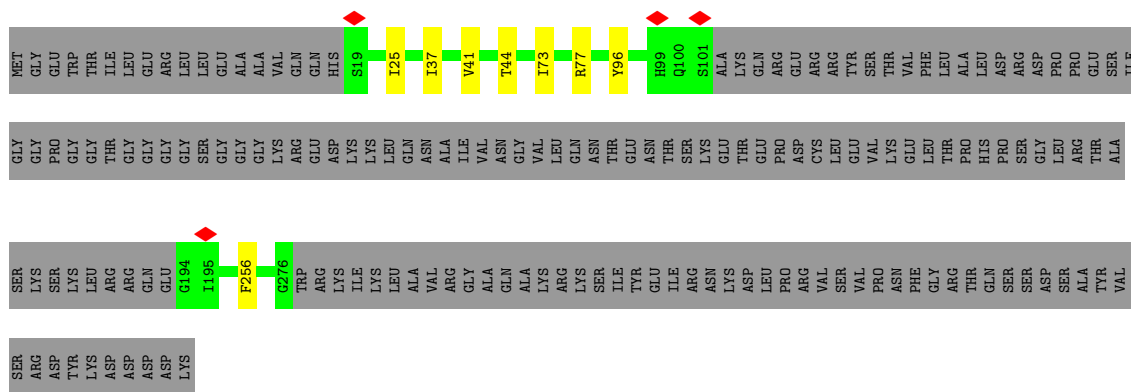 MET GLY GLU TRP THR ILE LEU GLU ARG LEU LEU GLU ALA ALA VAL GLN GLN HIS S19 I25 I37 V41 T44 I73 R77 Y96 H99 Q100 S101 ALA LYS GLN ARG GLU ARG ARG TYR SER THR VAL PHE LEU ALA LEU ASP ARG ASP PRO PRO GLU SER ILE
GLY GLY PRO GLY GLY THR GLY GLY GLY GLY SER GLY GLY GLY LYS ARG GLU ASP LYS LYS LEU GLN ASN ALA ILE VAL ASN GLY VAL LEU GLN ASN THR GLU ASN THR SER LYS GLU THR GLU PRO ASP CYS LEU GLU VAL LYS GLU LEU THR PRO HIS PRO SER GLY LEU ARG THR ALA
SER LYS SER LYS LEU ARG ARG GLN GLU G194 I195 F256 G276 TRP ARG LYS ILE LYS LYS LEU ALA VAL ARG GLY ALA GLN ALA LYS ARG LYS SER ILE TYR GLU ILE ARG ASN LYS ASP LEU PRO ARG VAL SER VAL PRO ASN PHE GLY ARG THR GLN SER SER ASP SER ALA TYR VAL
SER ARG ASP TYR LYS ASP ASP ASP ASP LYS